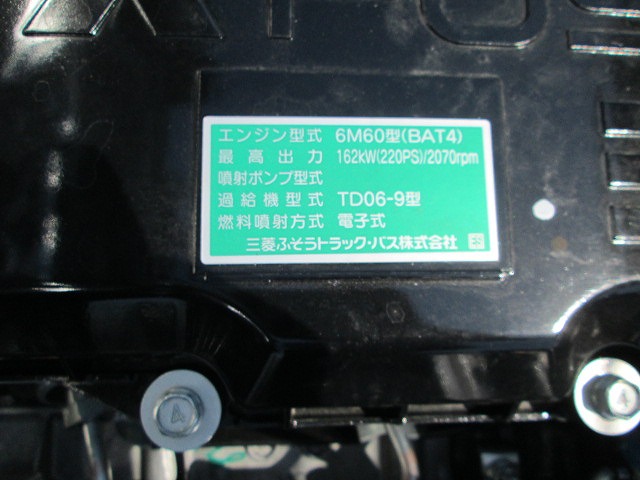 エンジン型式 6M60型(BAT4)
最高出力 162kW(220PS)/2070rpm
噴射ポンプ型式
過給機型式 TD06-9型
燃料噴射方式 電子式
三菱ふそうトラック・バス株式会社
A